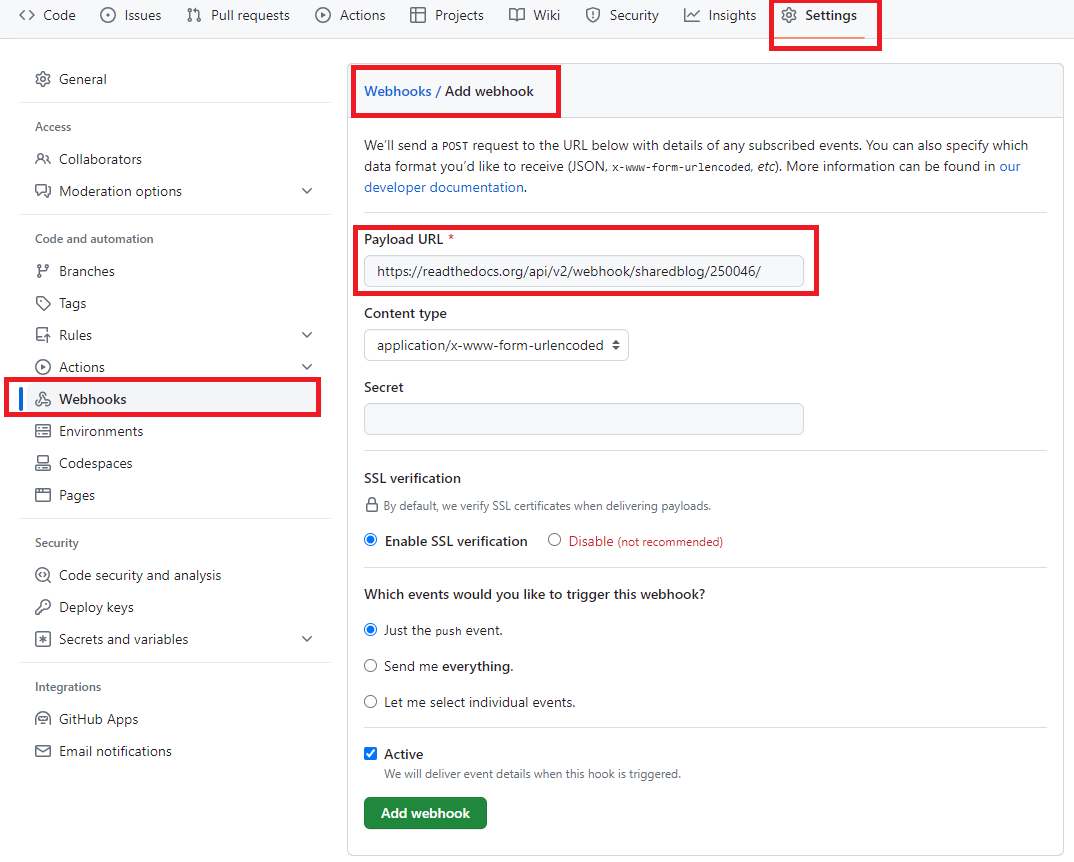 Code Issues Pull requests Actions Projects Wiki Security Insights Settings
General
Access
Collaborators
Moderation options
Code and automation
Branches
Tags
Rules
Actions
Webhooks
Environments
Codespaces
Pages
Security
Code security and analysis
Deploy keys
Secrets and variables
Integrations
GitHub Apps
Email notifications
Webhooks / Add webhook
We'll send a POST request to the URL below with details of any subscribed events. You can also specify which
data format you'd like to receive (JSON, x-www-form-urlencoded, etc). More information can be found in our
developer documentation.
Payload URL *
https://readthedocs.org/api/v2/webhook/sharedblog/250046/
Content type
application/x-www-form-urlencoded
Secret
SSL verification
By default, we verify SSL certificates when delivering payloads.
Enable SSL verification Disable (not recommended)
Which events would you like to trigger this webhook?
Just the push event.
Send me everything.
Let me select individual events.
Active
We will deliver event details when this hook is triggered.
Add webhook